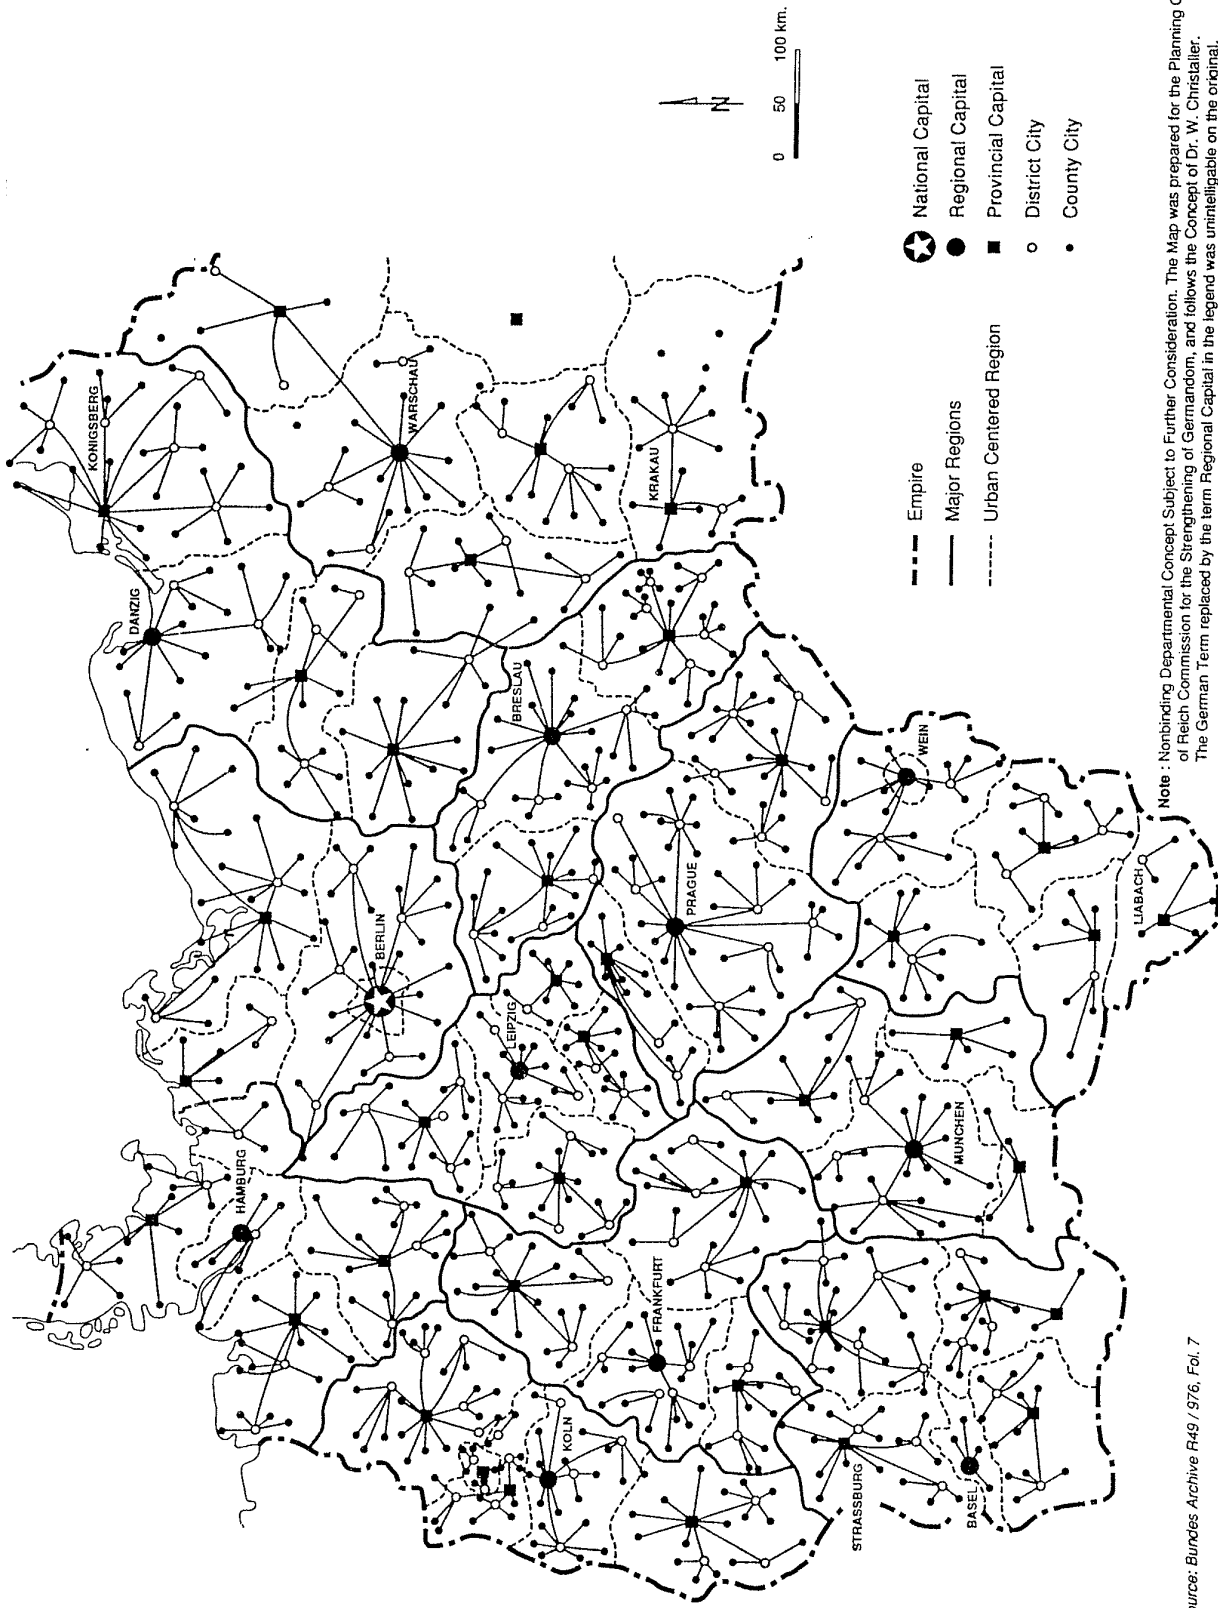 KONIGSBERG
DANZIG
WARSCHAU
HAMBURG
BERLIN
BRESLAU
KRAKAU
LEIPZIG
KOLN
FRANKFURT
PRAGUE
STRASSBURG
MUNCHEN
WEIN
BASEL
LIABACH
N
0 50 100 km.
Empire
Major Regions
Urban Centered Region
National Capital
Regional Capital
Provincial Capital
District City
County City
Note : Nonbinding Departmental Concept Subject to Further Consideration. The Map was prepared for the Planning
of Reich Commission for the Strengthening of Germandom, and follows the Concept of Dr. W. Christaller.
The German Term replaced by the term Regional Capital in the legend was unintelligable on the original.
urce: Bundes Archive R49 / 976, Fol. 7